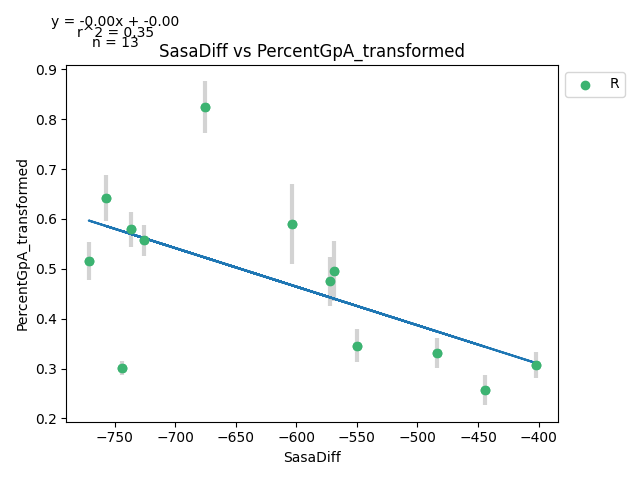 y = -0.00x + -0.00
r^2 = 0.35
n = 13
SasaDiff vs PercentGpA_transformed
R
0.9
0.8
0.7
0.6
0.5
0.4
0.3
0.2
PercentGpA_transformed
−750 −700 −650 −600 −550 −500 −450 −400
SasaDiff